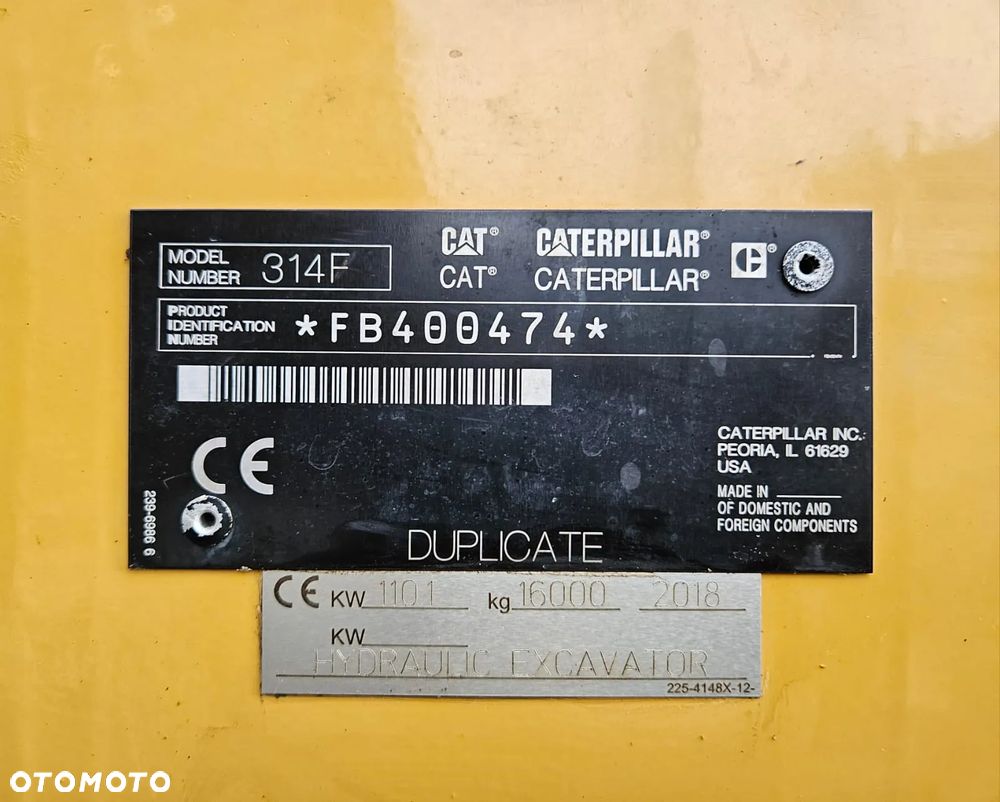 MODEL NUMBER 314F
CAT® CATERPILLAR® ®
CAT® CATERPILLAR®
PRODUCT IDENTIFICATION NUMBER *FB400474*
CE
CATERPILLAR INC.
PEORIA, IL 61629
USA
MADE IN
OF DOMESTIC AND
FOREIGN COMPONENTS
239-6986 6
DUPLICATE
CE KW 110 1 kg 16000 2018
KW
HYDRAULIC EXCAVATOR
225-4148X-12-
OTOMOTO